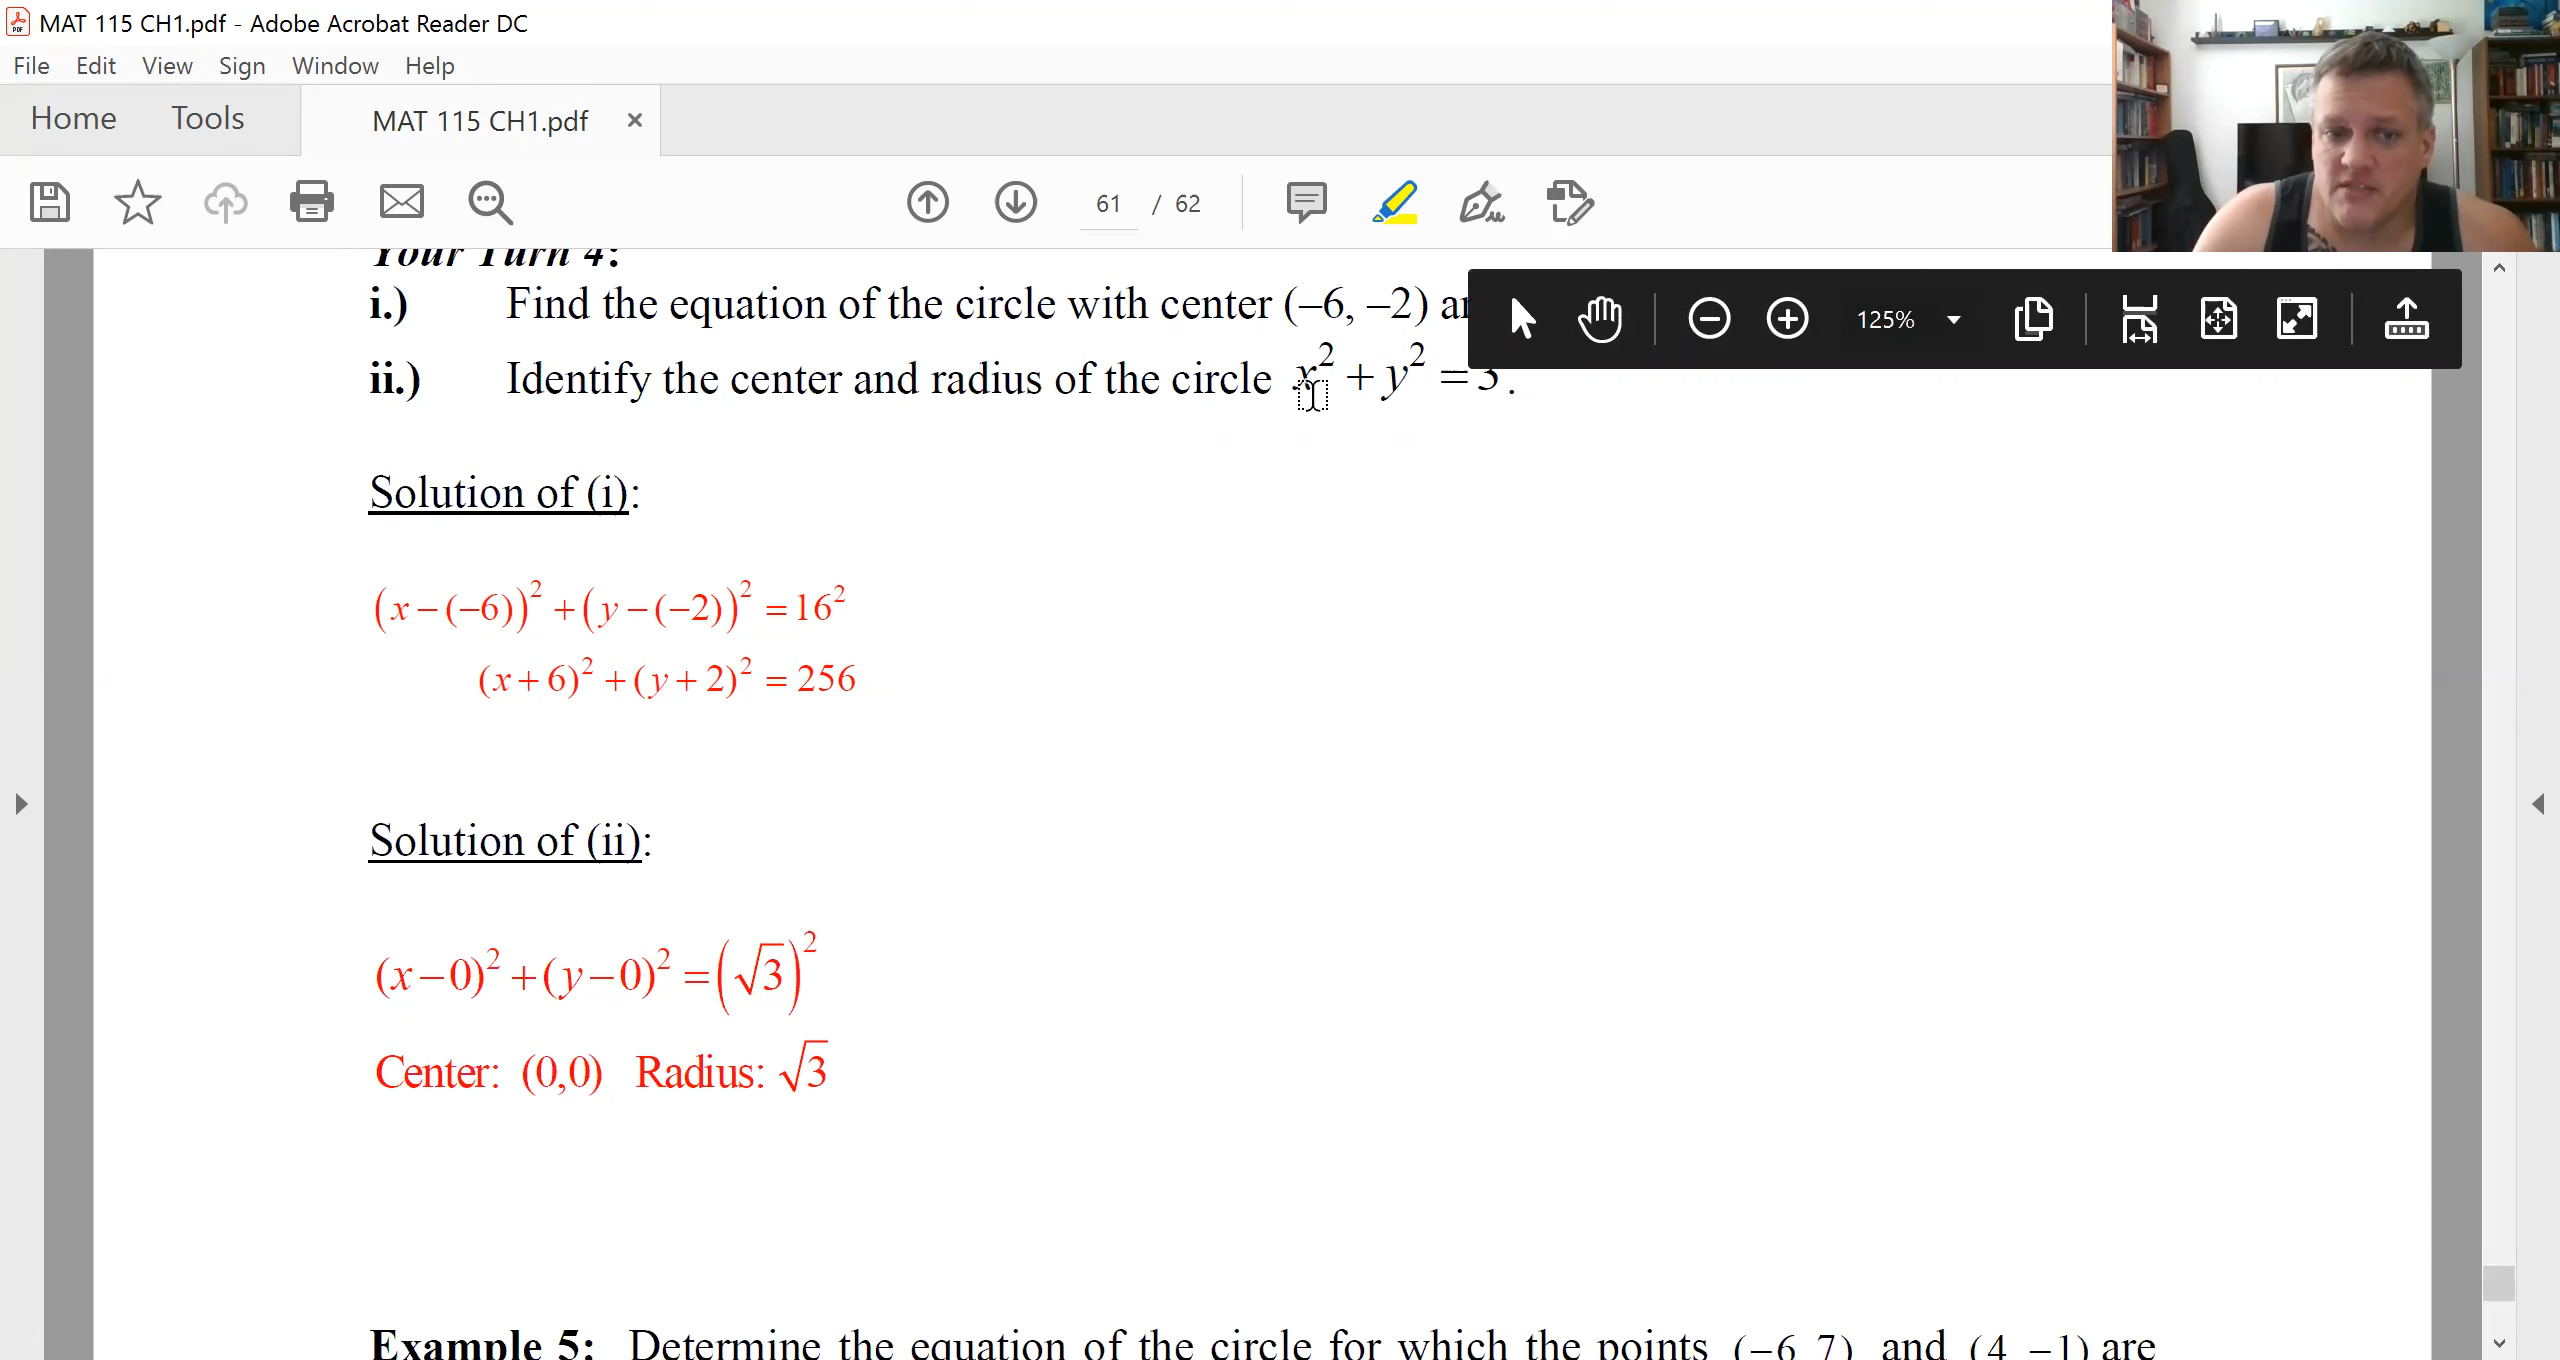 MAT 115 CH1.pdf - Adobe Acrobat Reader DC
File Edit View Sign Window Help
Home Tools MAT 115 CH1.pdf ×
61 / 62
Your Turn 4:
i.) Find the equation of the circle with center (–6, –2)
125%
ii.) Identify the center and radius of the circle x² + y² = 3.
Solution of (i):
(x − (−6))² + (y − (−2))² = 16²
(x + 6)² + (y + 2)² = 256
Solution of (ii):
(x − 0)² + (y − 0)² = (√3)²
Center: (0,0) Radius: √3
Example 5: Determine the equation of the circle for which the points (−6 7) and (4 −1) are